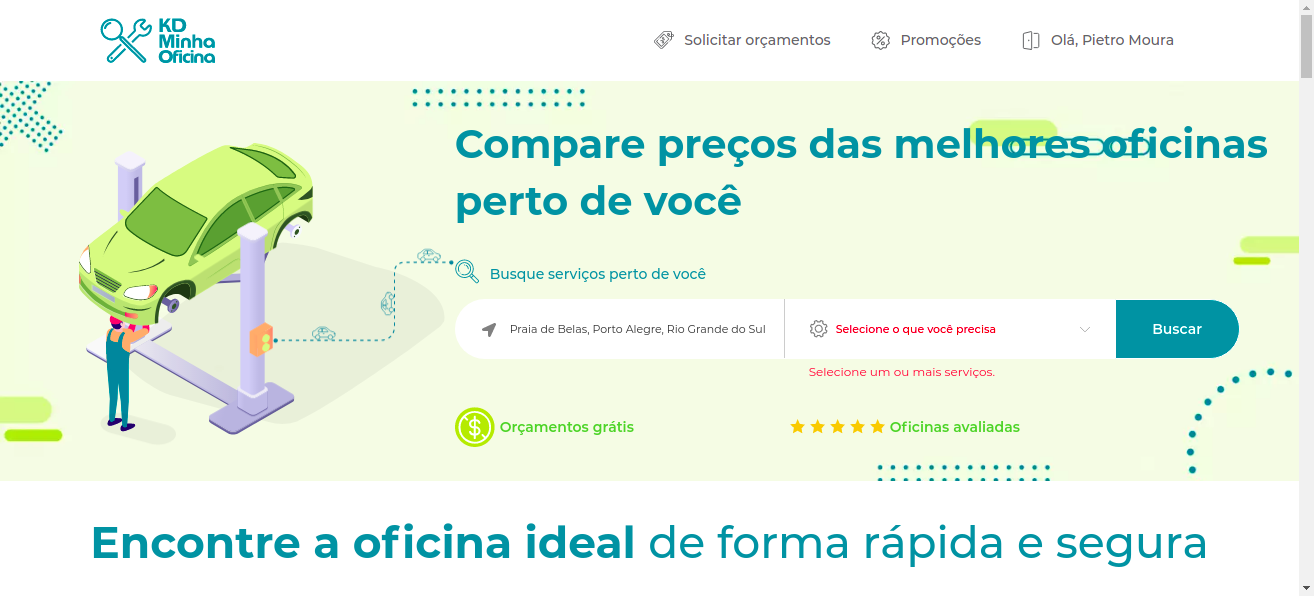 KD
Minha
Oficina
Solicitar orçamentos
Promoções
Olá, Pietro Moura
Compare preços das melhores oficinas
perto de você
Busque serviços perto de você
Praia de Belas, Porto Alegre, Rio Grande do Sul
Selecione o que você precisa
Buscar
Selecione um ou mais serviços.
Orçamentos grátis
Oficinas avaliadas
Encontre a oficina ideal de forma rápida e segura